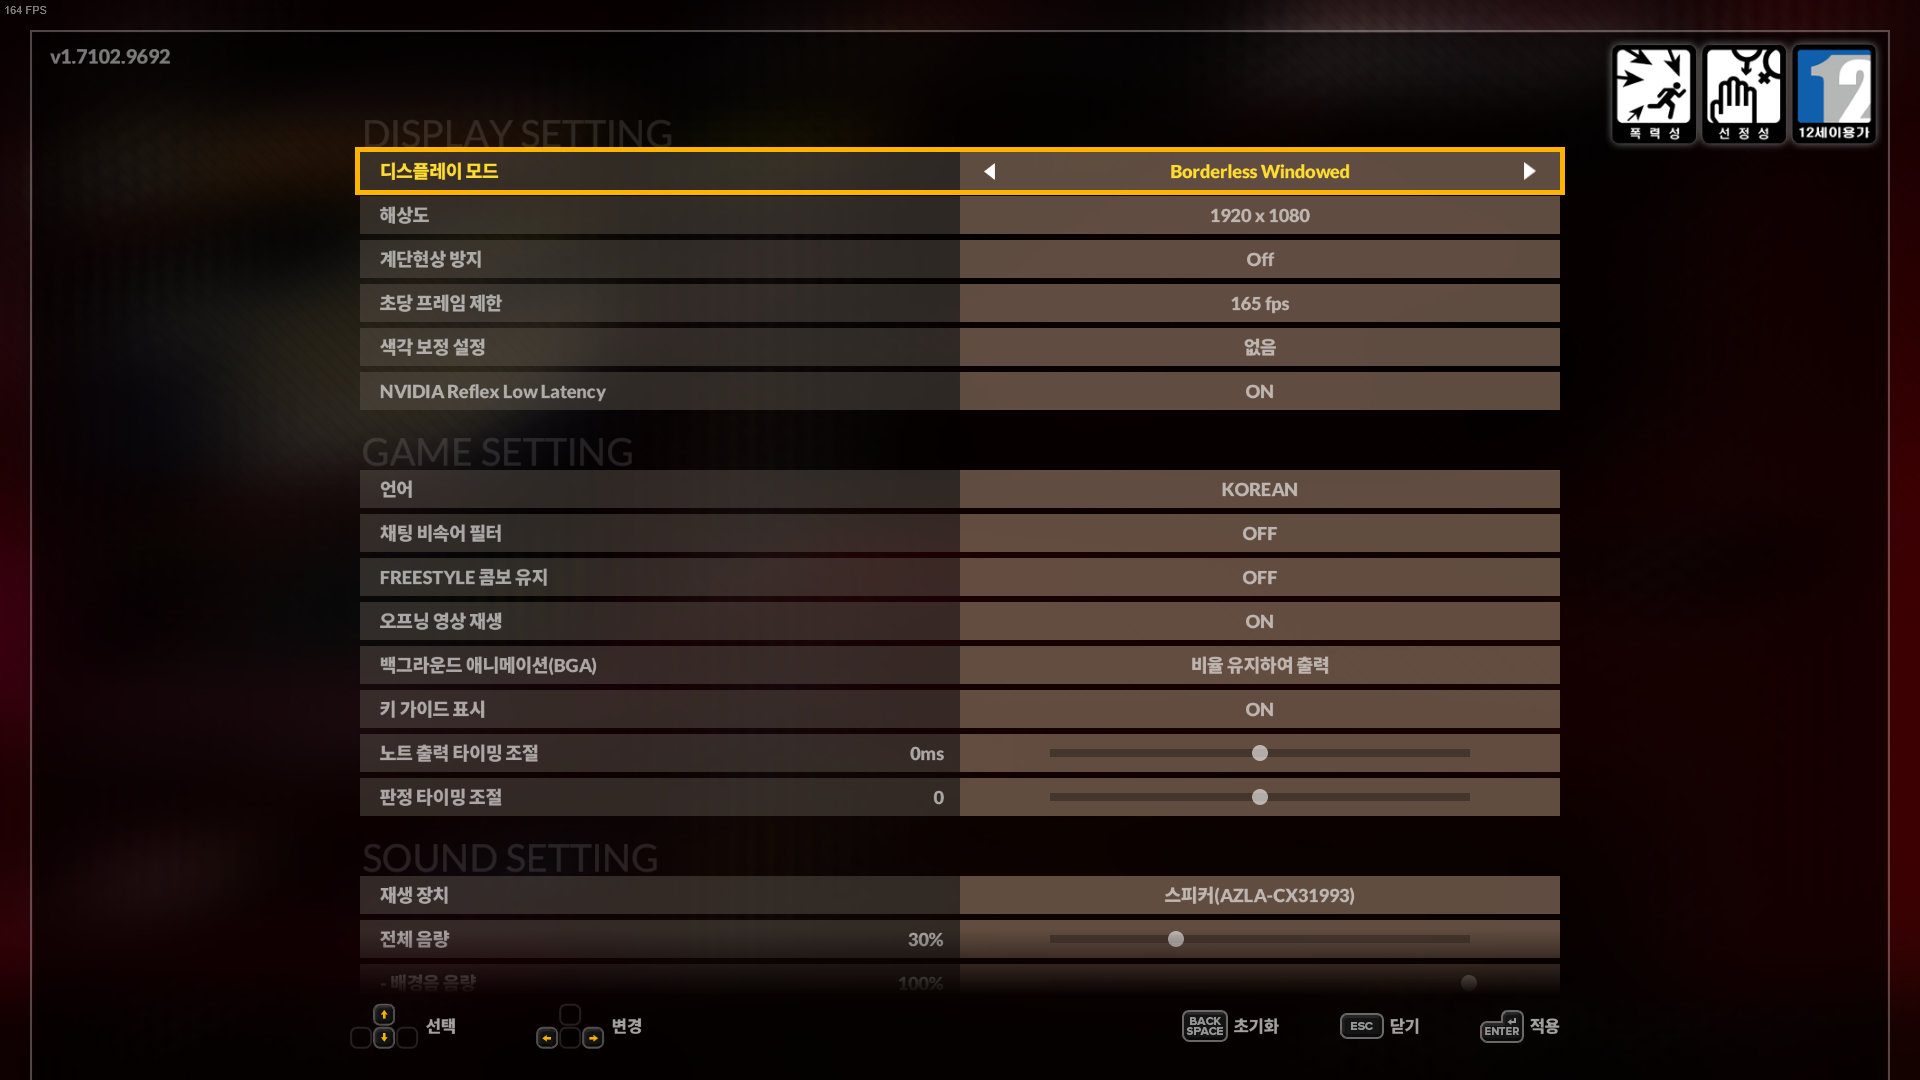 164 FPS
v1.7102.9692
폭력성
선정성
12세이용가
DISPLAY SETTING
디스플레이 모드 Borderless Windowed
해상도 1920 x 1080
계단현상 방지 Off
초당 프레임 제한 165 fps
색각 보정 설정 없음
NVIDIA Reflex Low Latency ON
GAME SETTING
언어 KOREAN
채팅 비속어 필터 OFF
FREESTYLE 콤보 유지 OFF
오프닝 영상 재생 ON
백그라운드 애니메이션(BGA) 비율 유지하여 출력
키 가이드 표시 ON
노트 출력 타이밍 조절 0ms
판정 타이밍 조절 0
SOUND SETTING
재생 장치 스피커(AZLA-CX31993)
전체 음량 30%
- 배경음 음량 100%
선택 변경 BACK SPACE 초기화 ESC 닫기 ENTER 적용